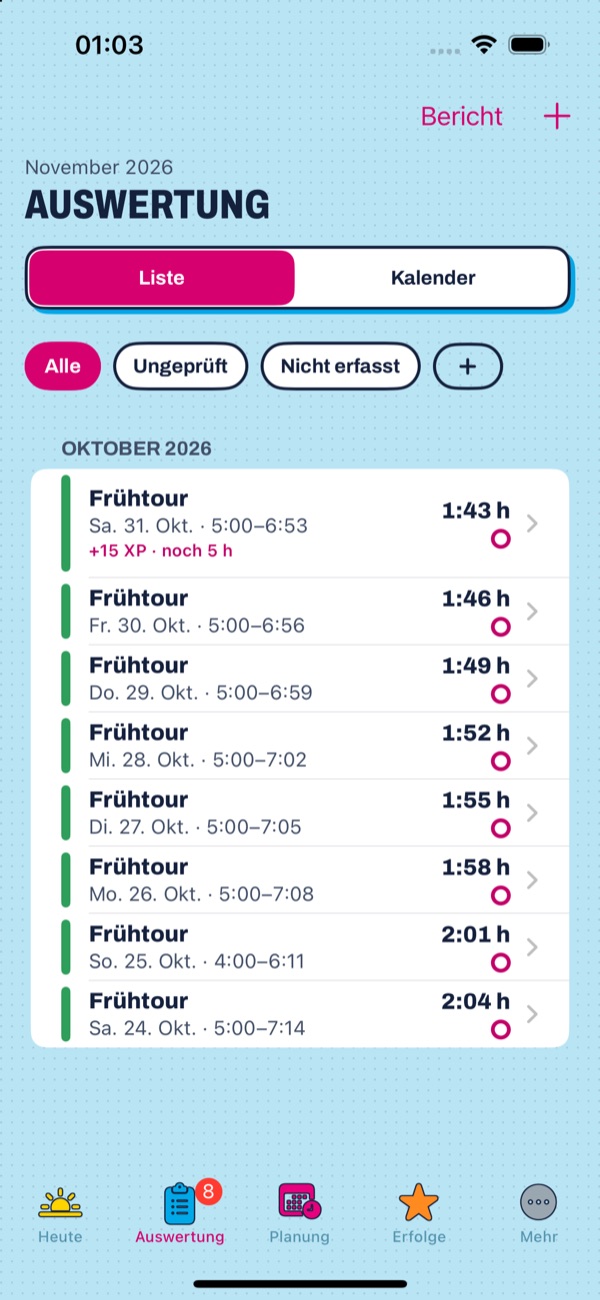 01:03
Bericht
November 2026
AUSWERTUNG
Liste
Kalender
Alle
Ungeprüft
Nicht erfasst
+
OKTOBER 2026
Frühtour
1:43 h
Sa. 31. Okt. · 5:00–6:53
+15 XP · noch 5 h
Frühtour
1:46 h
Fr. 30. Okt. · 5:00–6:56
Frühtour
1:49 h
Do. 29. Okt. · 5:00–6:59
Frühtour
1:52 h
Mi. 28. Okt. · 5:00–7:02
Frühtour
1:55 h
Di. 27. Okt. · 5:00–7:05
Frühtour
1:58 h
Mo. 26. Okt. · 5:00–7:08
Frühtour
2:01 h
So. 25. Okt. · 4:00–6:11
Frühtour
2:04 h
Sa. 24. Okt. · 5:00–7:14
8
Heute
Auswertung
Planung
Erfolge
Mehr